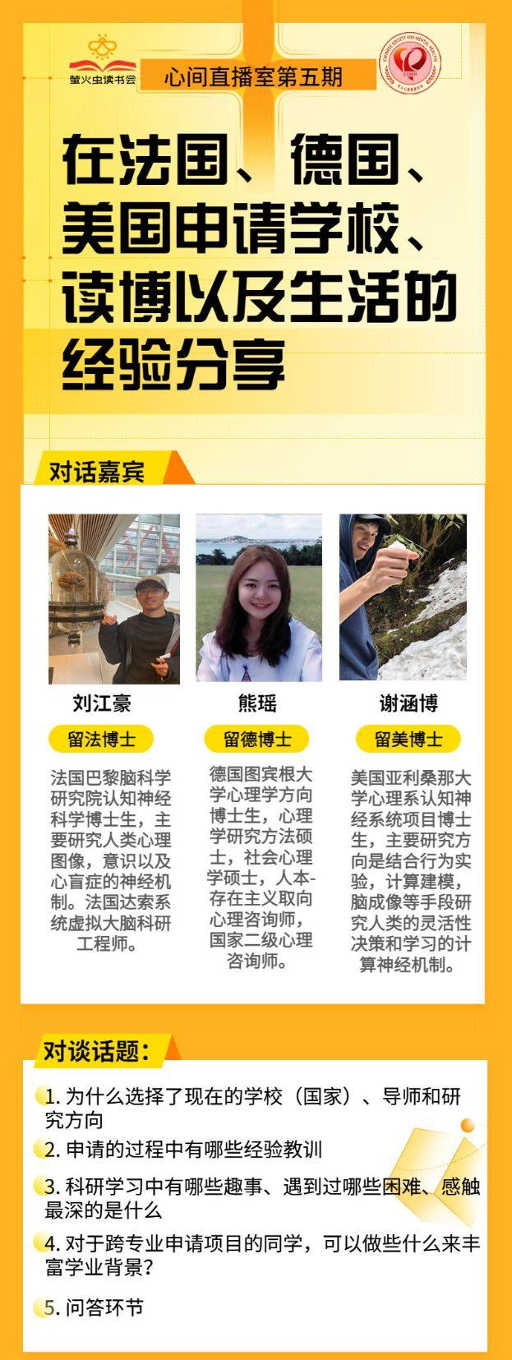 萤火虫读书会
心间直播室第五期
在法国、德国、
美国申请学校、
读博以及生活的
经验分享
对话嘉宾
刘江豪
留法博士
法国巴黎脑科学
研究院认知神经
科学博士生，主
要研究人类心理
图像，意识以及
心盲症的神经机
制。法国达索系
统虚拟大脑科研
工程师。
熊瑶
留德博士
德国图宾根大
学心理学方向
博士生，心理
学研究方法硕
士，社会心理
学硕士，人本-
存在主义取向
心理咨询师，
国家二级心理
咨询师。
谢涵博
留美博士
美国亚利桑那大
学心理系认知神
经系统项目博士
生，主要研究方
向是结合行为实
验，计算建模，
脑成像等手段研
究人类的灵活性
决策和学习的计
算神经机制。
对谈话题：
1. 为什么选择了现在的学校（国家）、导师和研
究方向
2. 申请的过程中有哪些经验教训
3. 科研学习中有哪些趣事、遇到过哪些困难、感触
最深的是什么
4. 对于跨专业申请项目的同学，可以做些什么来丰
富学业背景？
5. 问答环节